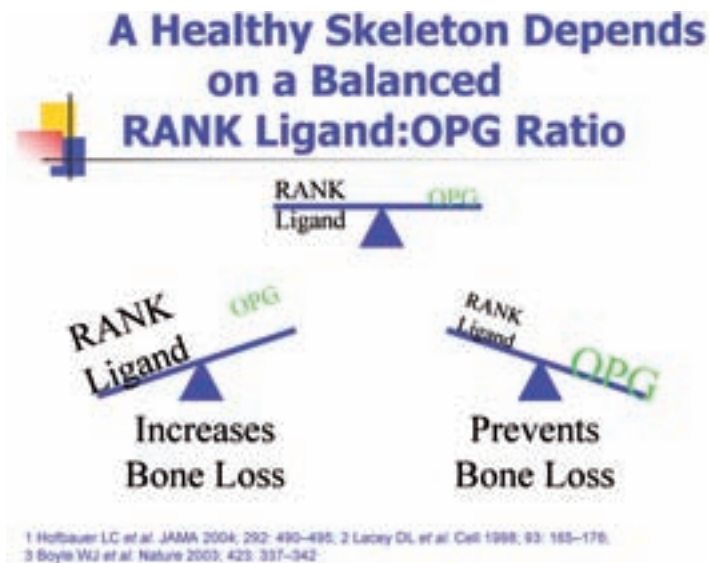 A Healthy Skeleton Depends
on a Balanced
RANK Ligand:OPG Ratio
RANK
Ligand
OPG
RANK
Ligand
OPG
Increases
Bone Loss
RANK
Ligand
OPG
Prevents
Bone Loss
1 Hofbauer LC et al. JAMA 2004; 292: 490–495; 2 Lacey DL et al. Cell 1998; 93: 165–176;
3 Boyle WJ et al. Nature 2003; 423: 337–342